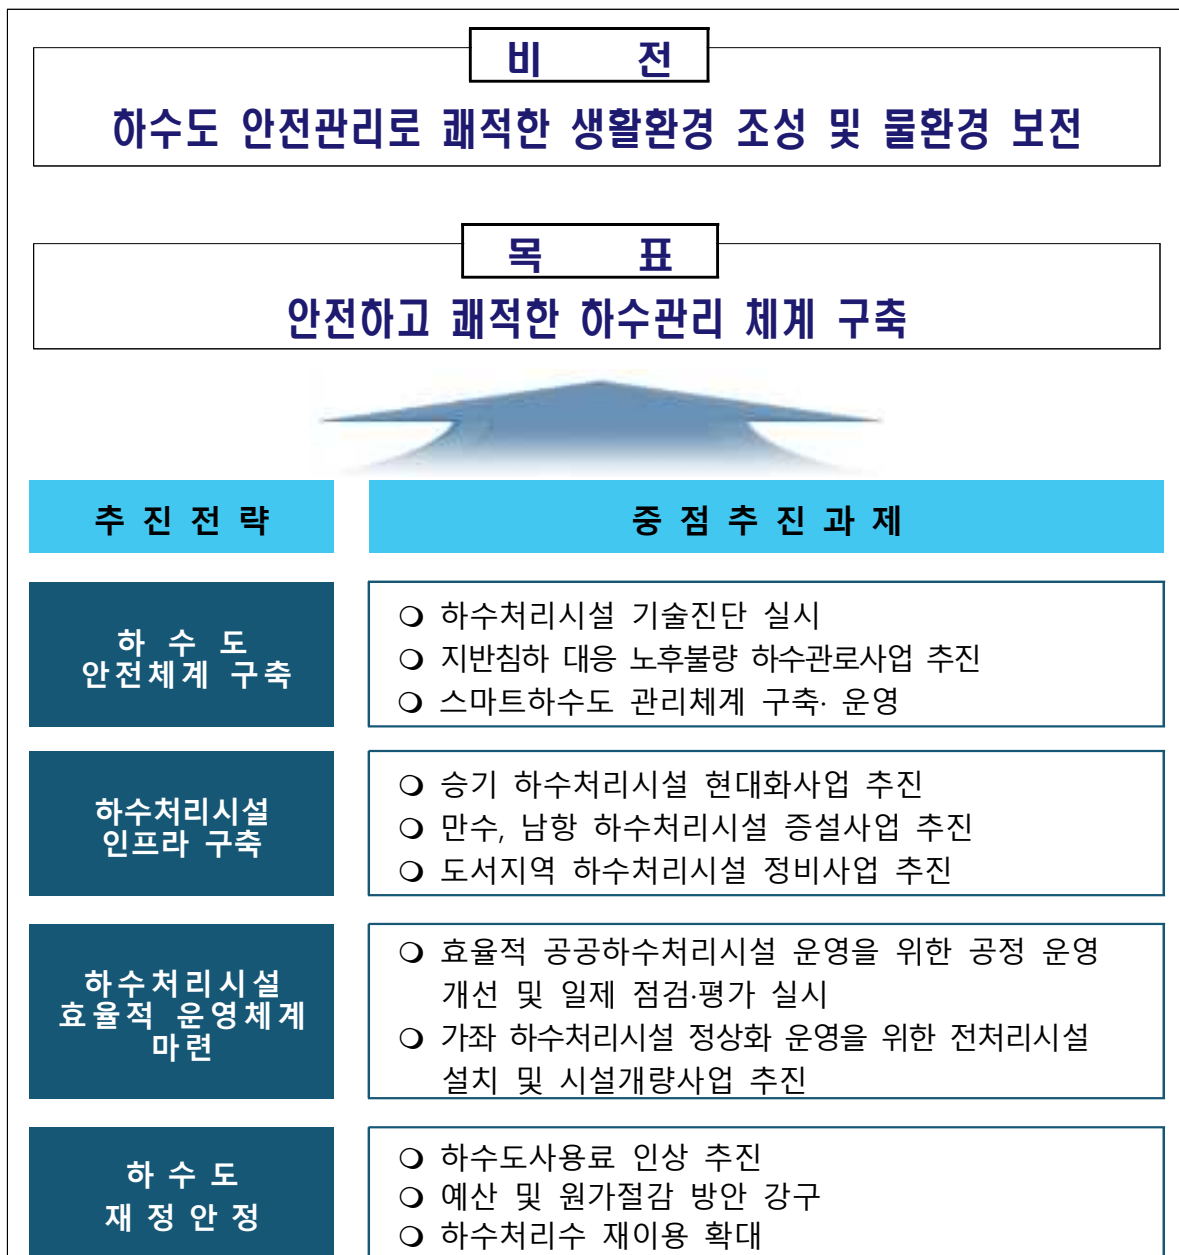 비 전
하수도 안전관리로 쾌적한 생활환경 조성 및 물환경 보전
목 표
안전하고 쾌적한 하수관리 체계 구축
추 진 전 략
중 점 추 진 과 제
하 수 도
안전체계 구축
❍ 하수처리시설 기술진단 실시
❍ 지반침하 대응 노후불량 하수관로사업 추진
❍ 스마트하수도 관리체계 구축· 운영
하수처리시설
인프라 구축
❍ 승기 하수처리시설 현대화사업 추진
❍ 만수, 남항 하수처리시설 증설사업 추진
❍ 도서지역 하수처리시설 정비사업 추진
하수처리시설
효율적 운영체계
마련
❍ 효율적 공공하수처리시설 운영을 위한 공정 운영
개선 및 일제 점검·평가 실시
❍ 가좌 하수처리시설 정상화 운영을 위한 전처리시설
설치 및 시설개량사업 추진
하 수 도
재 정 안 정
❍ 하수도사용료 인상 추진
❍ 예산 및 원가절감 방안 강구
❍ 하수처리수 재이용 확대